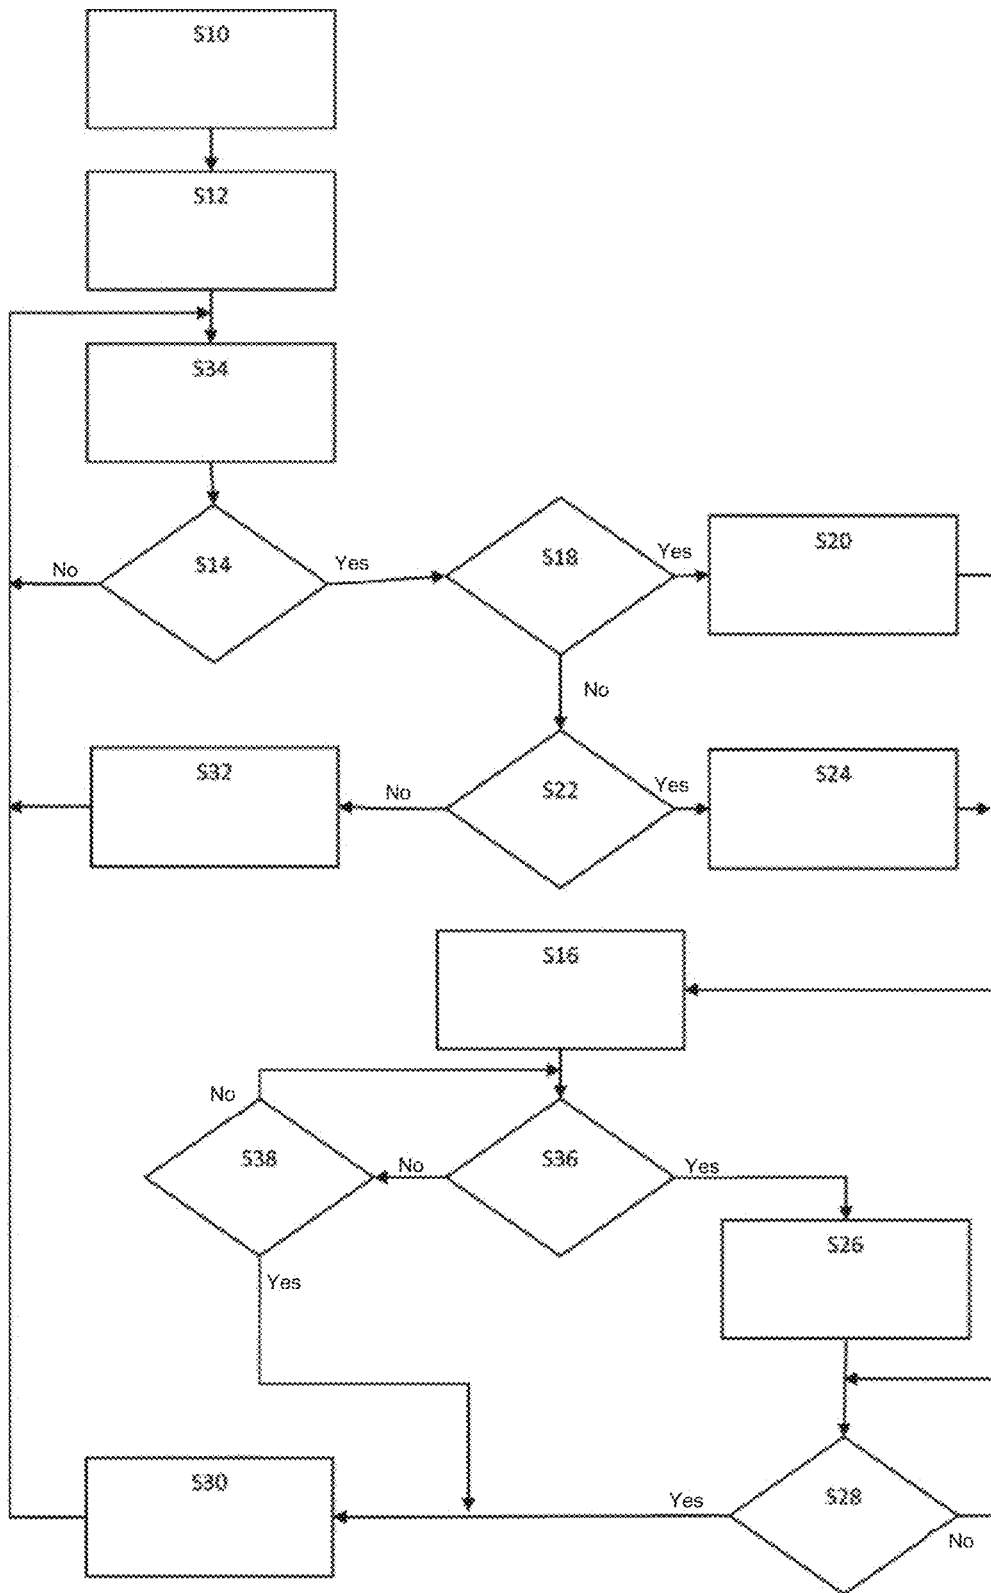 S10
S12
S34
S14
No
Yes
S18
Yes
S20
No
S32
No
S22
Yes
S24
S16
No
S38
No
S36
Yes
S26
Yes
S30
Yes
S28
No